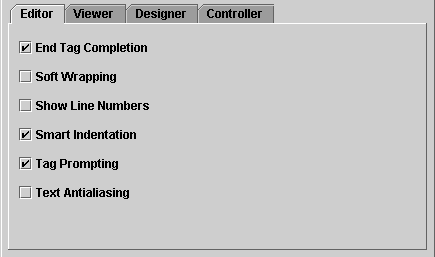 Editor Viewer Designer Controller
End Tag Completion
Soft Wrapping
Show Line Numbers
Smart Indentation
Tag Prompting
Text Antialiasing